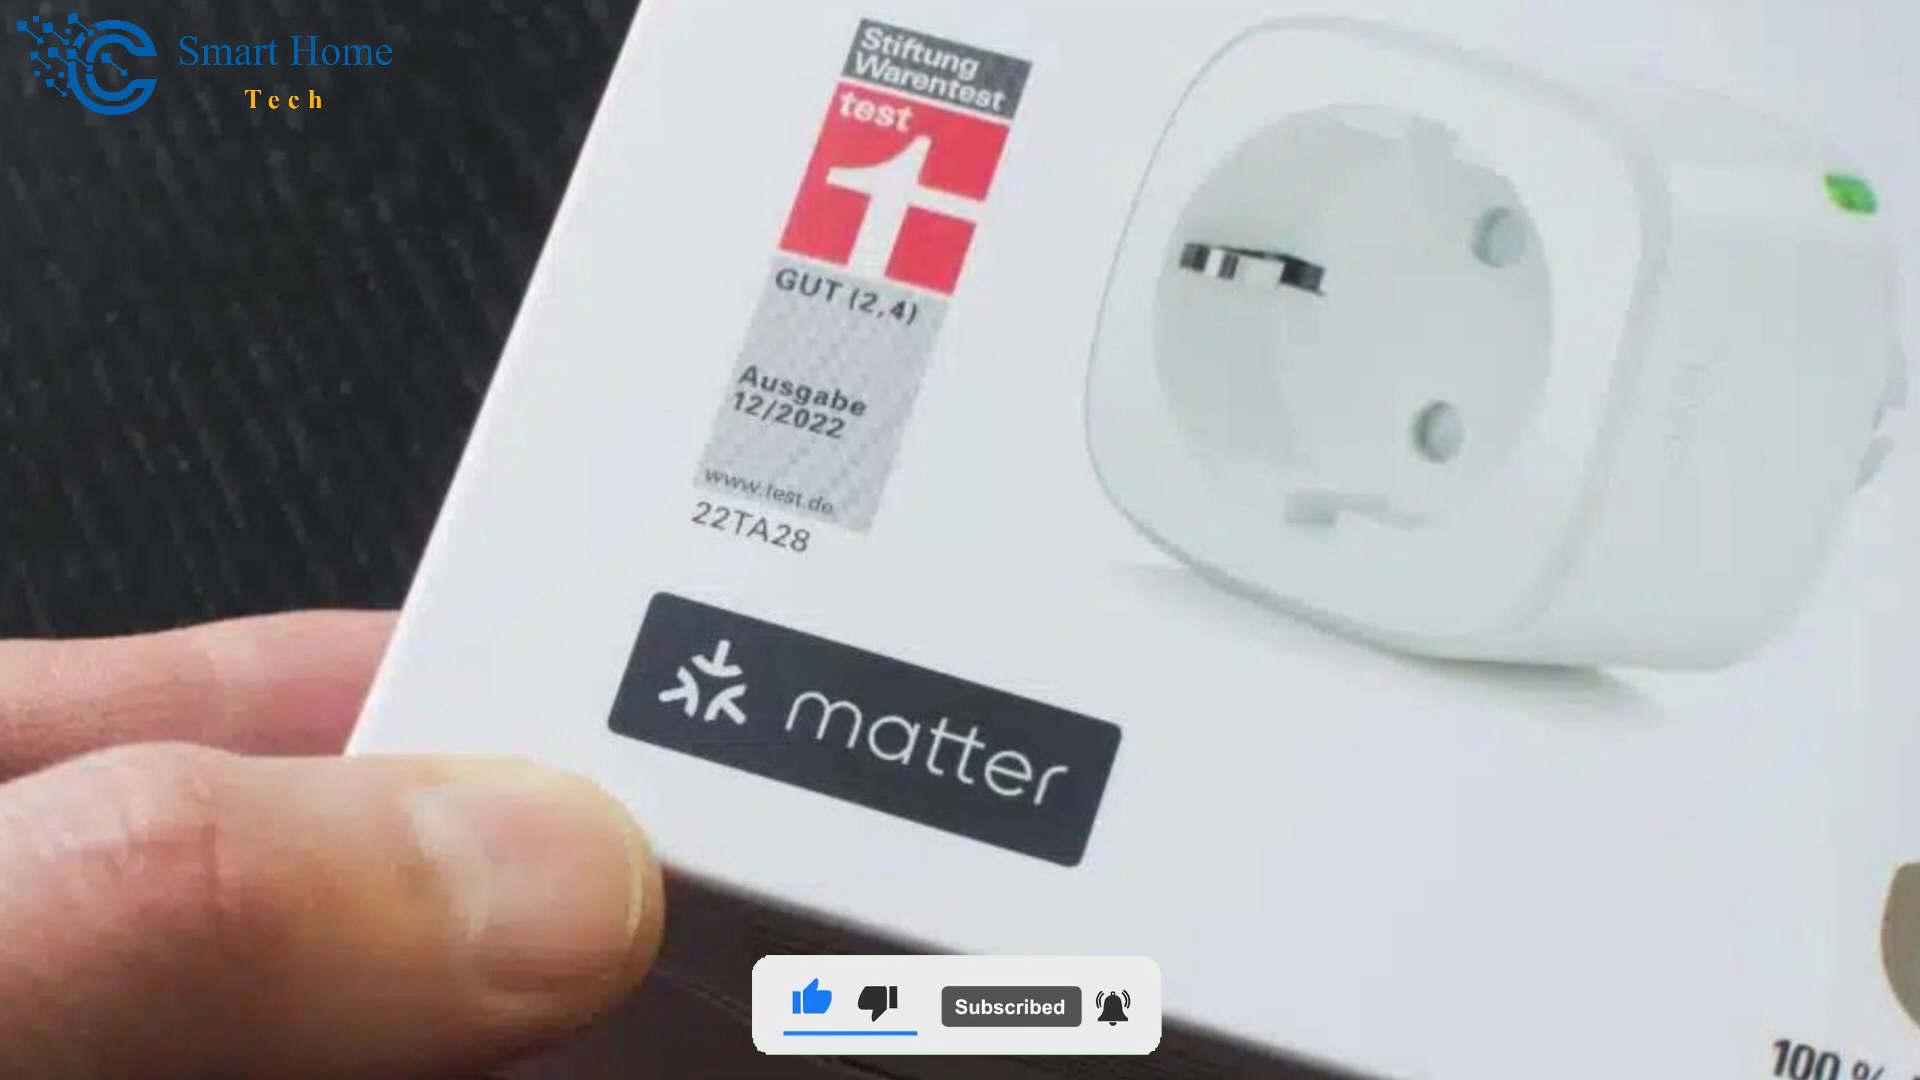 Smart Home
Tech
Stiftung
Warentest
test
GUT (2,4)
Ausgabe
12/2022
www.test.de
22TA28
matter
Subscribed
100 %